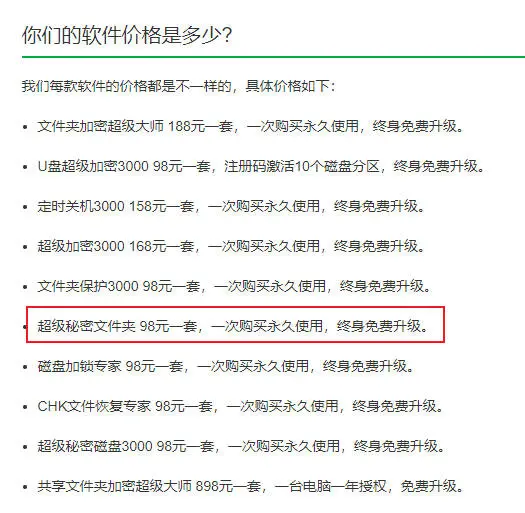 你们的软件价格是多少?
我们每款软件的价格都是不一样的，具体价格如下：
文件夹加密超级大师 188元一套，一次购买永久使用，终身免费升级。
U盘超级加密3000 98元一套，注册码激活10个磁盘分区，终身免费升级。
定时关机3000 158元一套，一次购买永久使用，终身免费升级。
超级加密3000 168元一套，一次购买永久使用，终身免费升级。
文件夹保护3000 98元一套，一次购买永久使用，终身免费升级。
超级秘密文件夹 98元一套，一次购买永久使用，终身免费升级。
磁盘加锁专家 98元一套，一次购买永久使用，终身免费升级。
CHK文件恢复专家 98元一套，一次购买永久使用，终身免费升级。
超级秘密磁盘3000 98元一套，一次购买永久使用，终身免费升级。
共享文件夹加密超级大师 898元一套，一台电脑一年授权，免费升级。